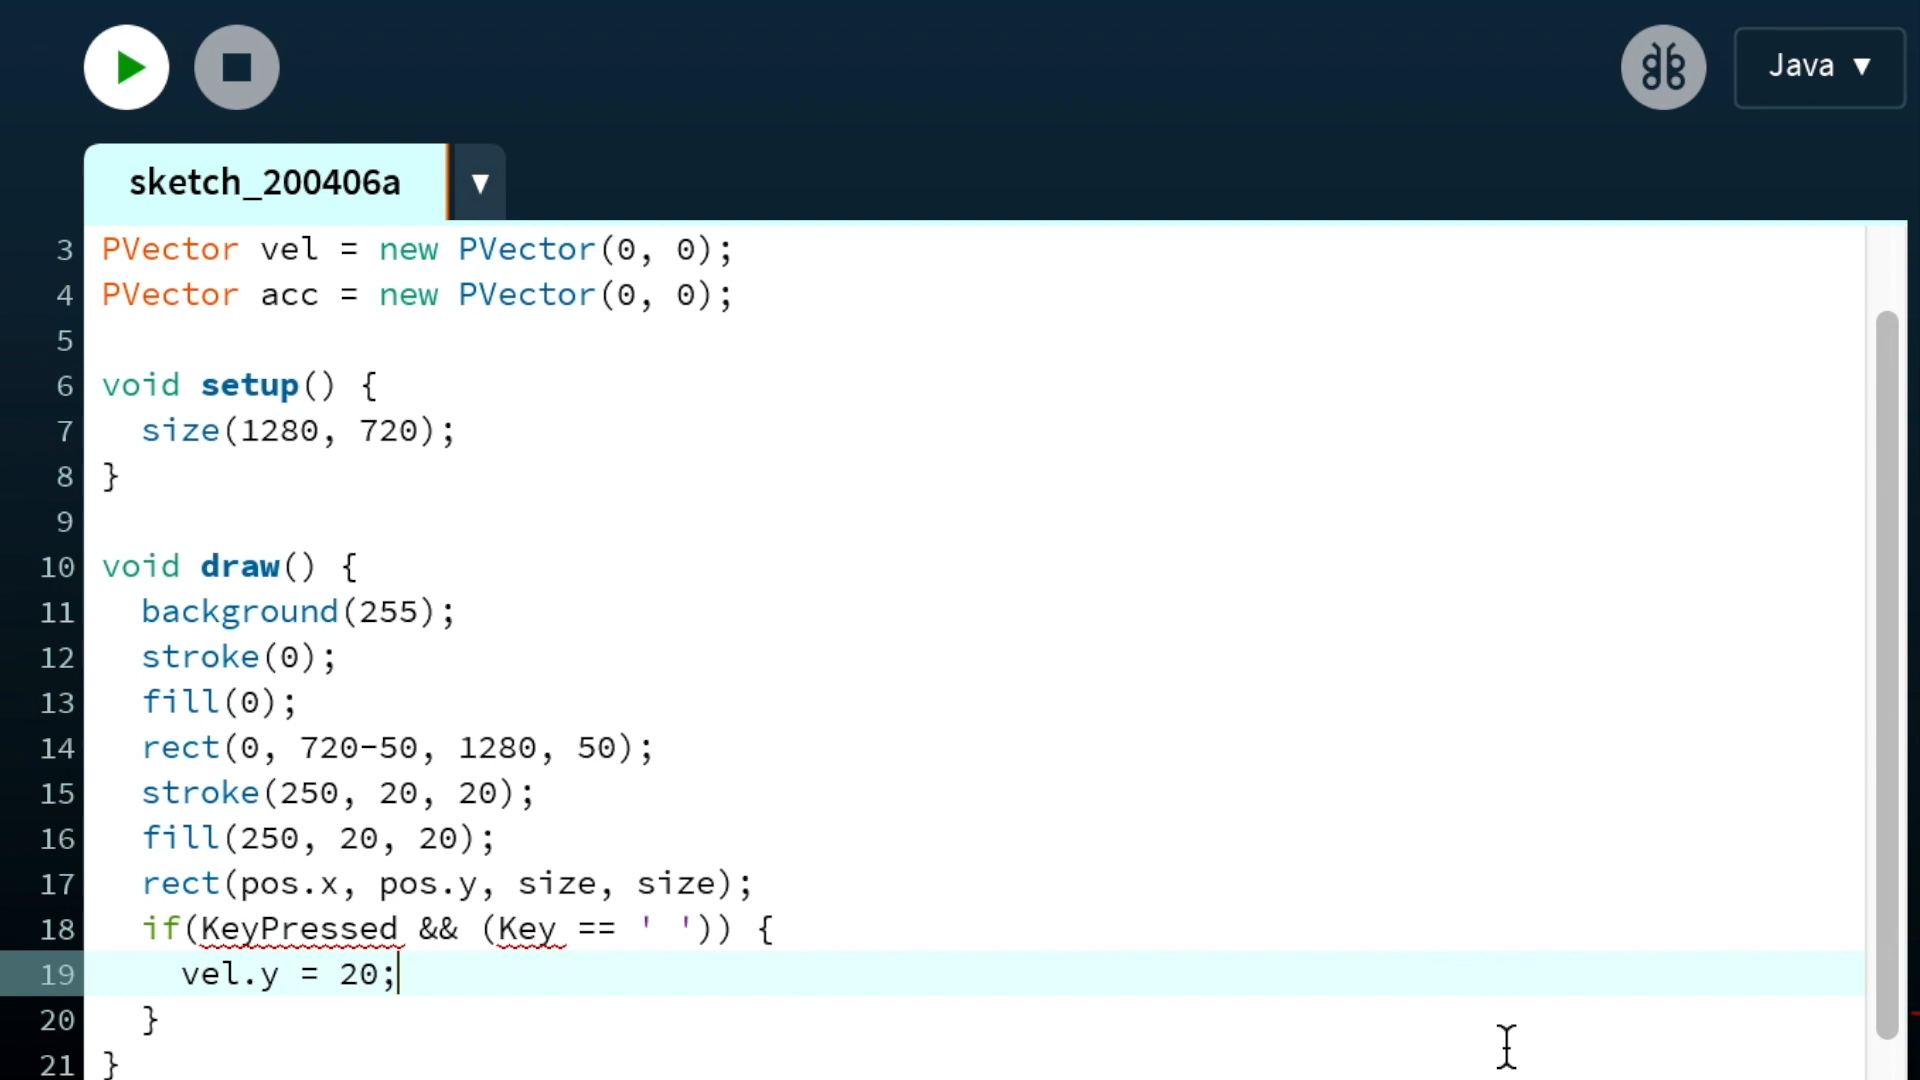 Java ▼
sketch_200406a ▼
3 PVector vel = new PVector(0, 0);
4 PVector acc = new PVector(0, 0);
5
6 void setup() {
7   size(1280, 720);
8 }
9
10 void draw() {
11   background(255);
12   stroke(0);
13   fill(0);
14   rect(0, 720-50, 1280, 50);
15   stroke(250, 20, 20);
16   fill(250, 20, 20);
17   rect(pos.x, pos.y, size, size);
18   if(KeyPressed && (Key == ' ')) {
19     vel.y = 20;
20   }
21 }